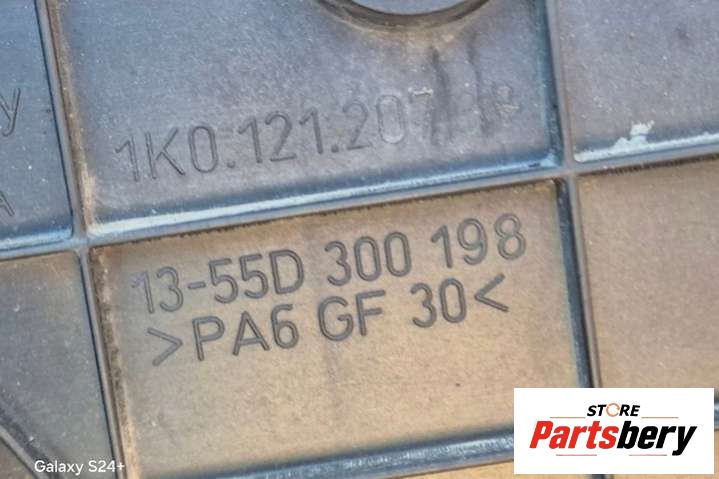 y
A
1K0.121.207
13-55D 300 198
>PA6 GF 30<
STORE
Partsbery
Galaxy S24+